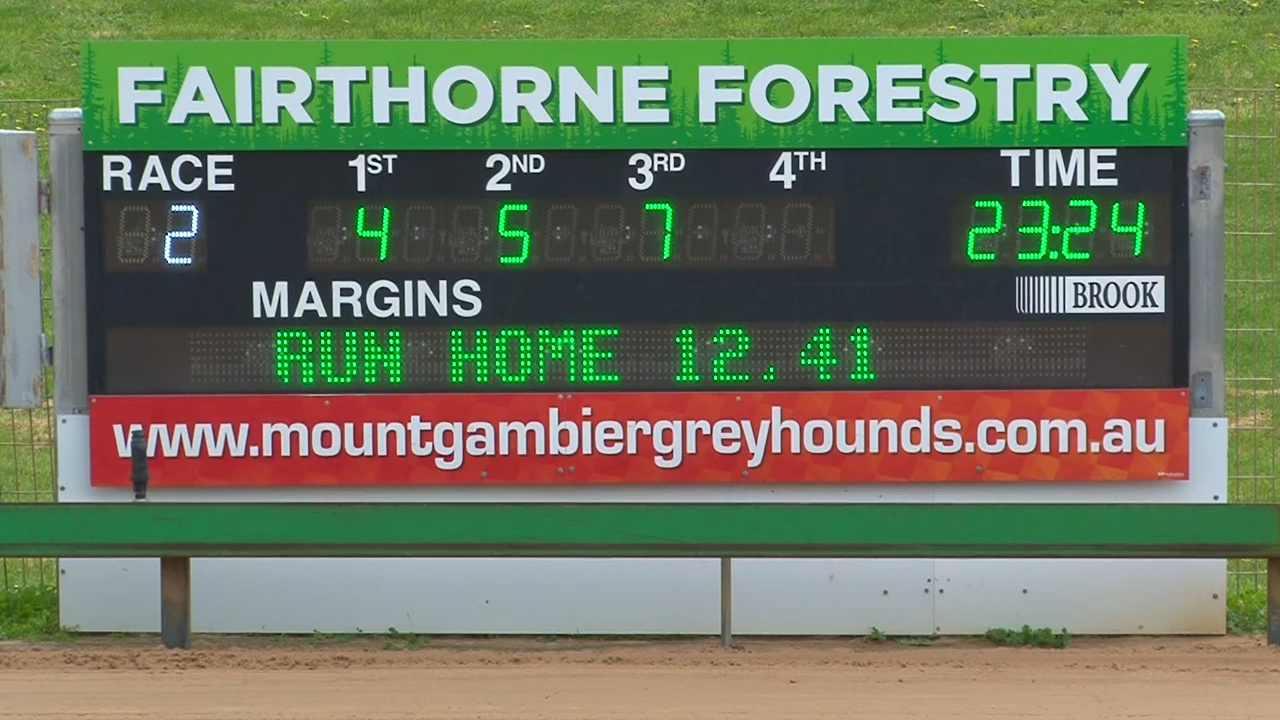 FAIRTHORNE FORESTRY
RACE 1ST 2ND 3RD 4TH TIME
2 4 5 7 23:24
MARGINS BROOK
RUN HOME 12.41
www.mountgambiergreyhounds.com.au